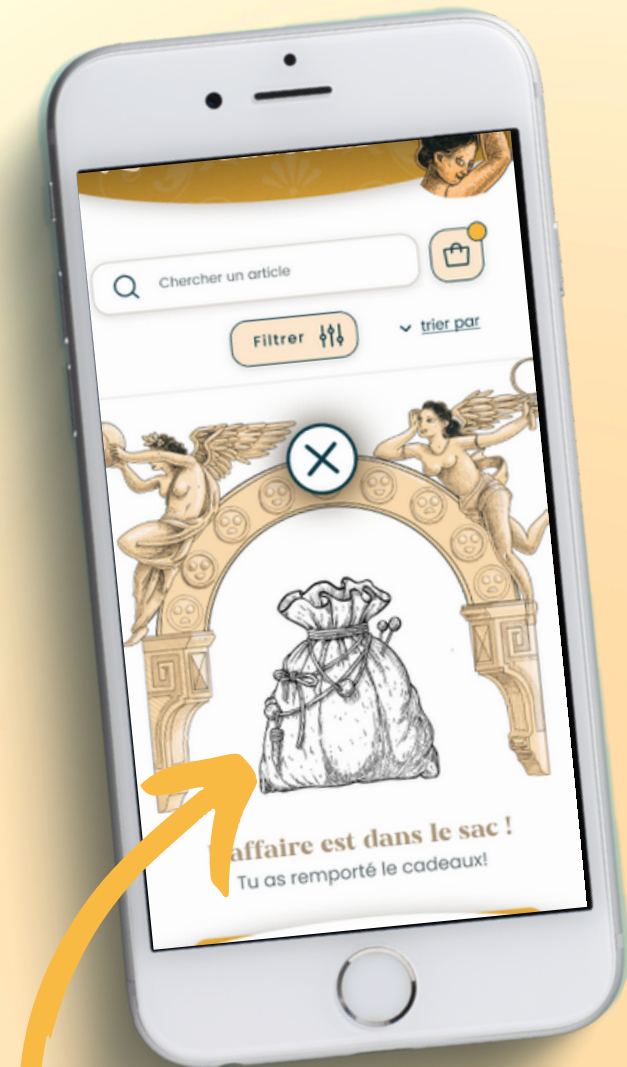 Chercher un article
Filtrer
trier par
affaire est dans le sac !
Tu as remporté le cadeaux!